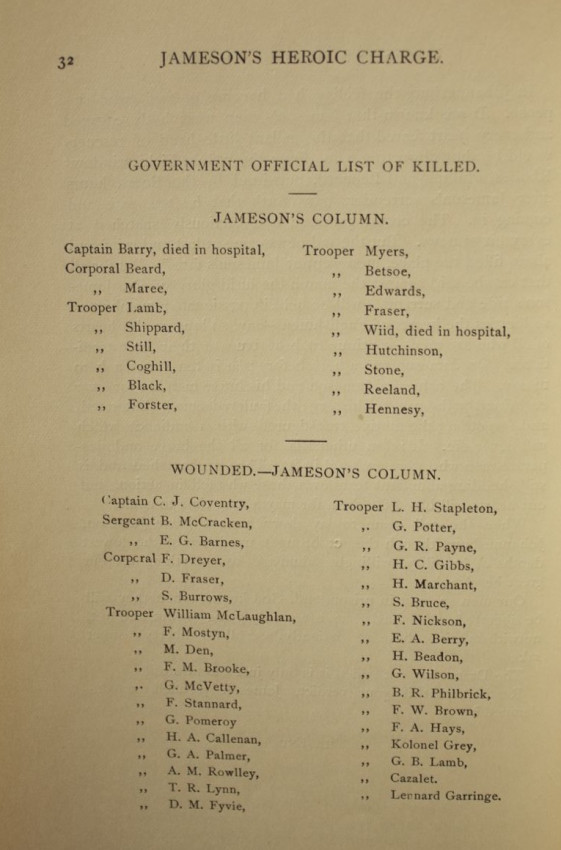 32
JAMESON'S HEROIC CHARGE.
GOVERNMENT OFFICIAL LIST OF KILLED.
JAMESON'S COLUMN.
Captain Barry, died in hospital,
Corporal Beard,
„ Maree,
Trooper Lamb,
„ Shippard,
„ Still,
„ Coghill,
„ Black,
„ Forster,
Trooper Myers,
„ Betsoe,
„ Edwards,
„ Fraser,
„ Wiid, died in hospital,
„ Hutchinson,
„ Stone,
„ Reeland,
„ Hennesy,
WOUNDED.—JAMESON'S COLUMN.
Captain C. J. Coventry,
Sergeant B. McCracken,
„ E. G. Barnes,
Corporal F. Dreyer,
„ D. Fraser,
„ S. Burrows,
Trooper William McLaughlan,
„ F. Mostyn,
„ M. Den,
„ F. M. Brooke,
„ G. McVetty,
„ F. Stannard,
„ G. Pomeroy
„ H. A. Callenan,
„ G. A. Palmer,
„ A. M. Rowlley,
„ T. R. Lynn,
„ D. M. Fyvie,
Trooper L. H. Stapleton,
„ G. Potter,
„ G. R. Payne,
„ H. C. Gibbs,
„ H. Marchant,
„ S. Bruce,
„ F. Nickson,
„ E. A. Berry,
„ H. Beadon,
„ G. Wilson,
„ B. R. Philbrick,
„ F. W. Brown,
„ F. A. Hays,
„ Kolonel Grey,
„ G. B. Lamb,
„ Cazalet.
„ Lennard Garringe.